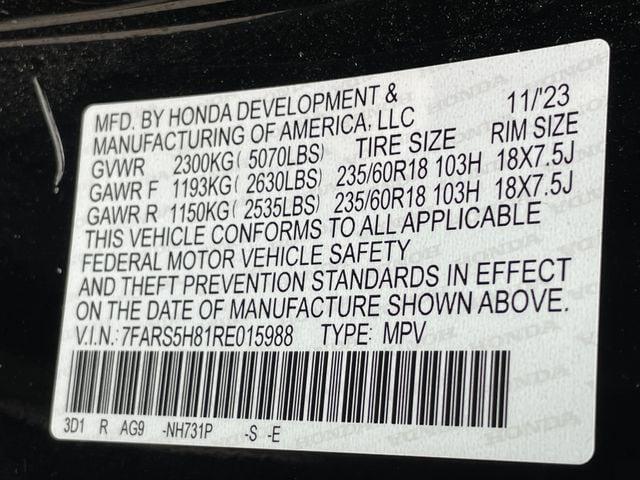 MFD. BY HONDA DEVELOPMENT & 11/'23
MANUFACTURING OF AMERICA, LLC
GVWR 2300KG( 5070LBS) TIRE SIZE RIM SIZE
GAWR F 1193KG( 2630LBS) 235/60R18 103H 18X7.5J
GAWR R 1150KG( 2535LBS) 235/60R18 103H 18X7.5J
THIS VEHICLE CONFORMS TO ALL APPLICABLE
FEDERAL MOTOR VEHICLE SAFETY
AND THEFT PREVENTION STANDARDS IN EFFECT
ON THE DATE OF MANUFACTURE SHOWN ABOVE.
V.I.N.: 7FARS5H81RE015988 TYPE: MPV
3D1 R AG9 -NH731P -S -E